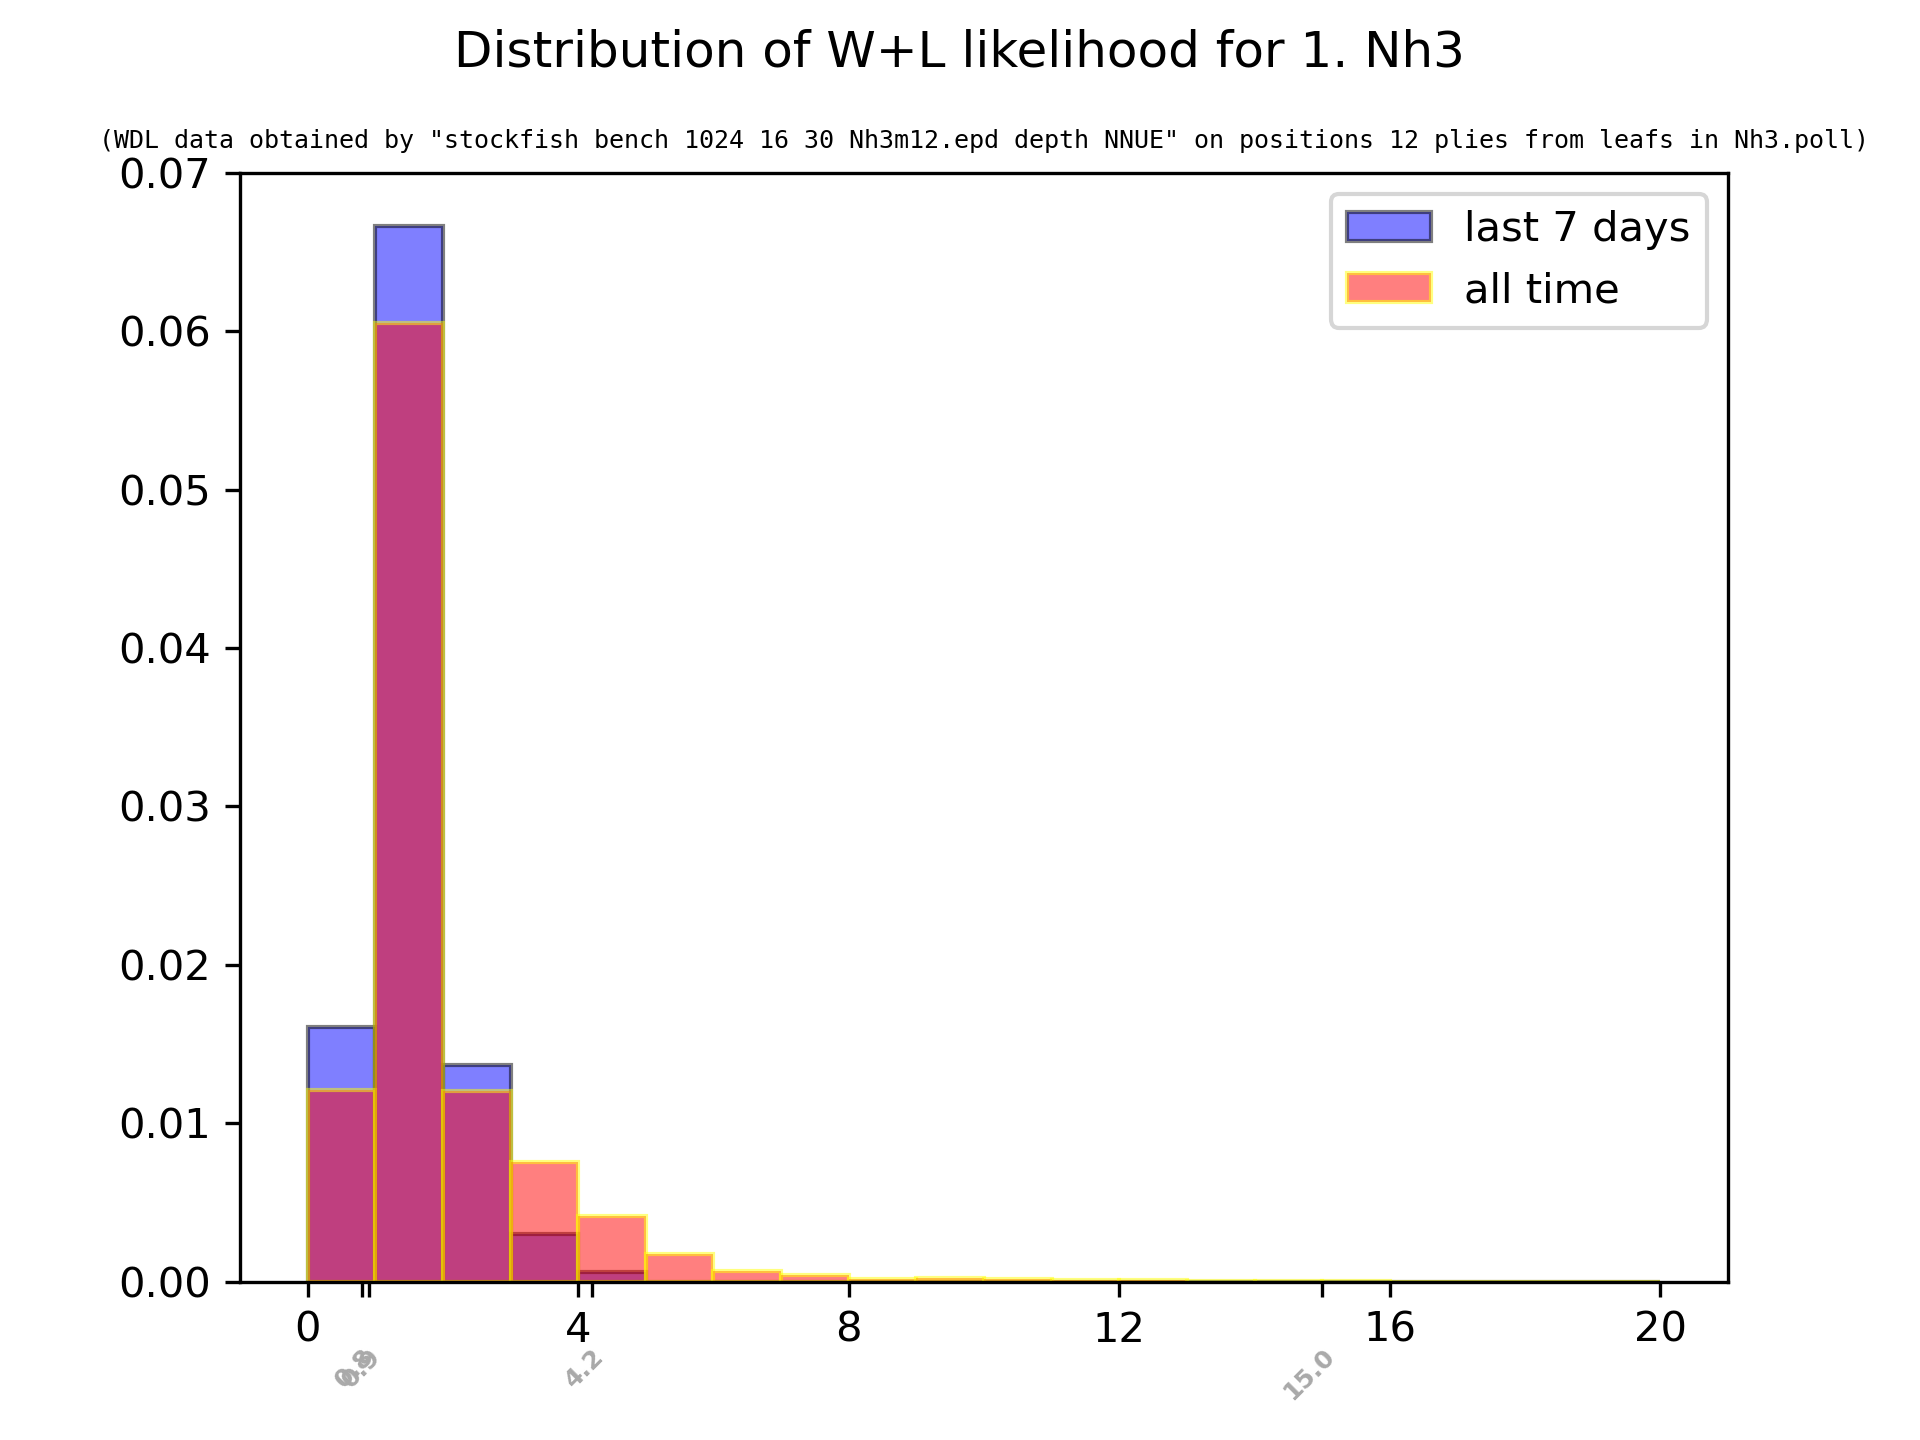 Distribution of W+L likelihood for 1. Nh3
(WDL data obtained by "stockfish bench 1024 16 30 Nh3m12.epd depth NNUE" on positions 12 plies from leafs in Nh3.poll)
last 7 days
all time
0.07
0.06
0.05
0.04
0.03
0.02
0.01
0.00
0 4 8 12 16 20
0.8 0.9 4.2 15.0